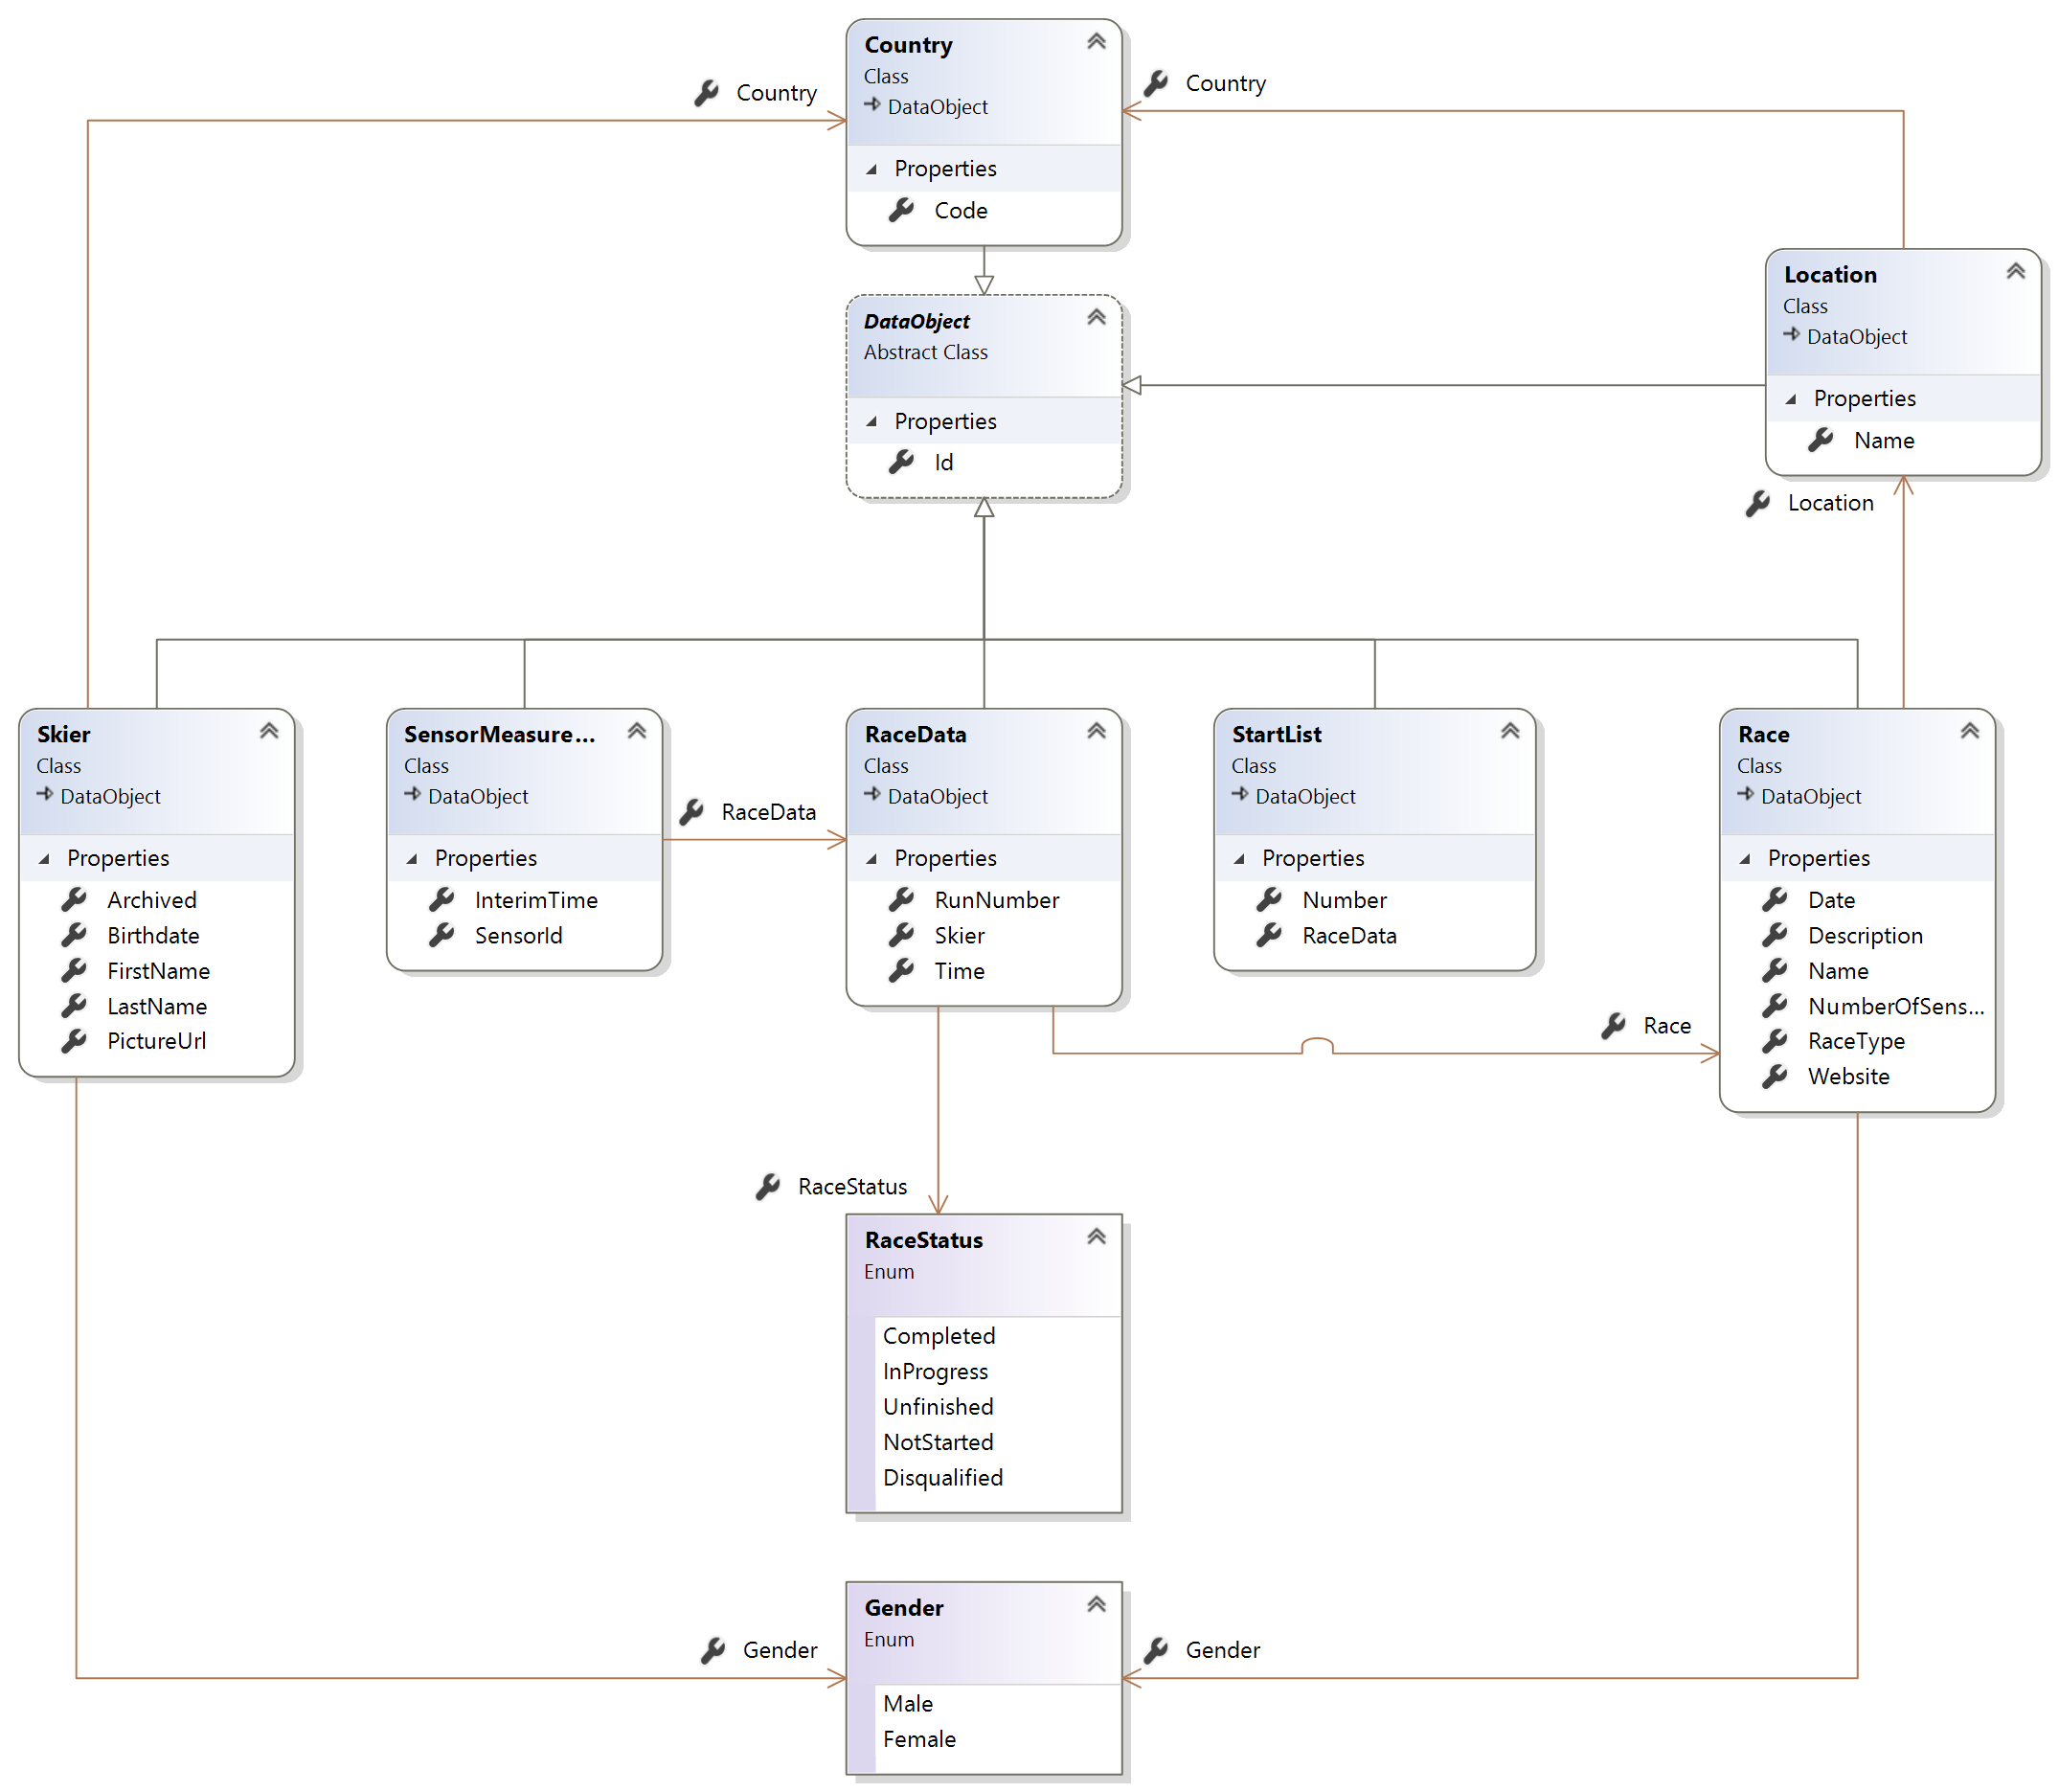 Country
Class
DataObject
Properties
Code
Country
Country
DataObject
Abstract Class
Properties
Id
Location
Class
DataObject
Properties
Name
Location
Skier
Class
DataObject
Properties
Archived
Birthdate
FirstName
LastName
PictureUrl
SensorMeasure...
Class
DataObject
Properties
InterimTime
SensorId
RaceData
RaceData
Class
DataObject
Properties
RunNumber
Skier
Time
StartList
Class
DataObject
Properties
Number
RaceData
Race
Class
DataObject
Properties
Date
Description
Name
NumberOfSens...
RaceType
Website
Race
RaceStatus
RaceStatus
Enum
Completed
InProgress
Unfinished
NotStarted
Disqualified
Gender
Gender
Enum
Male
Female
Gender